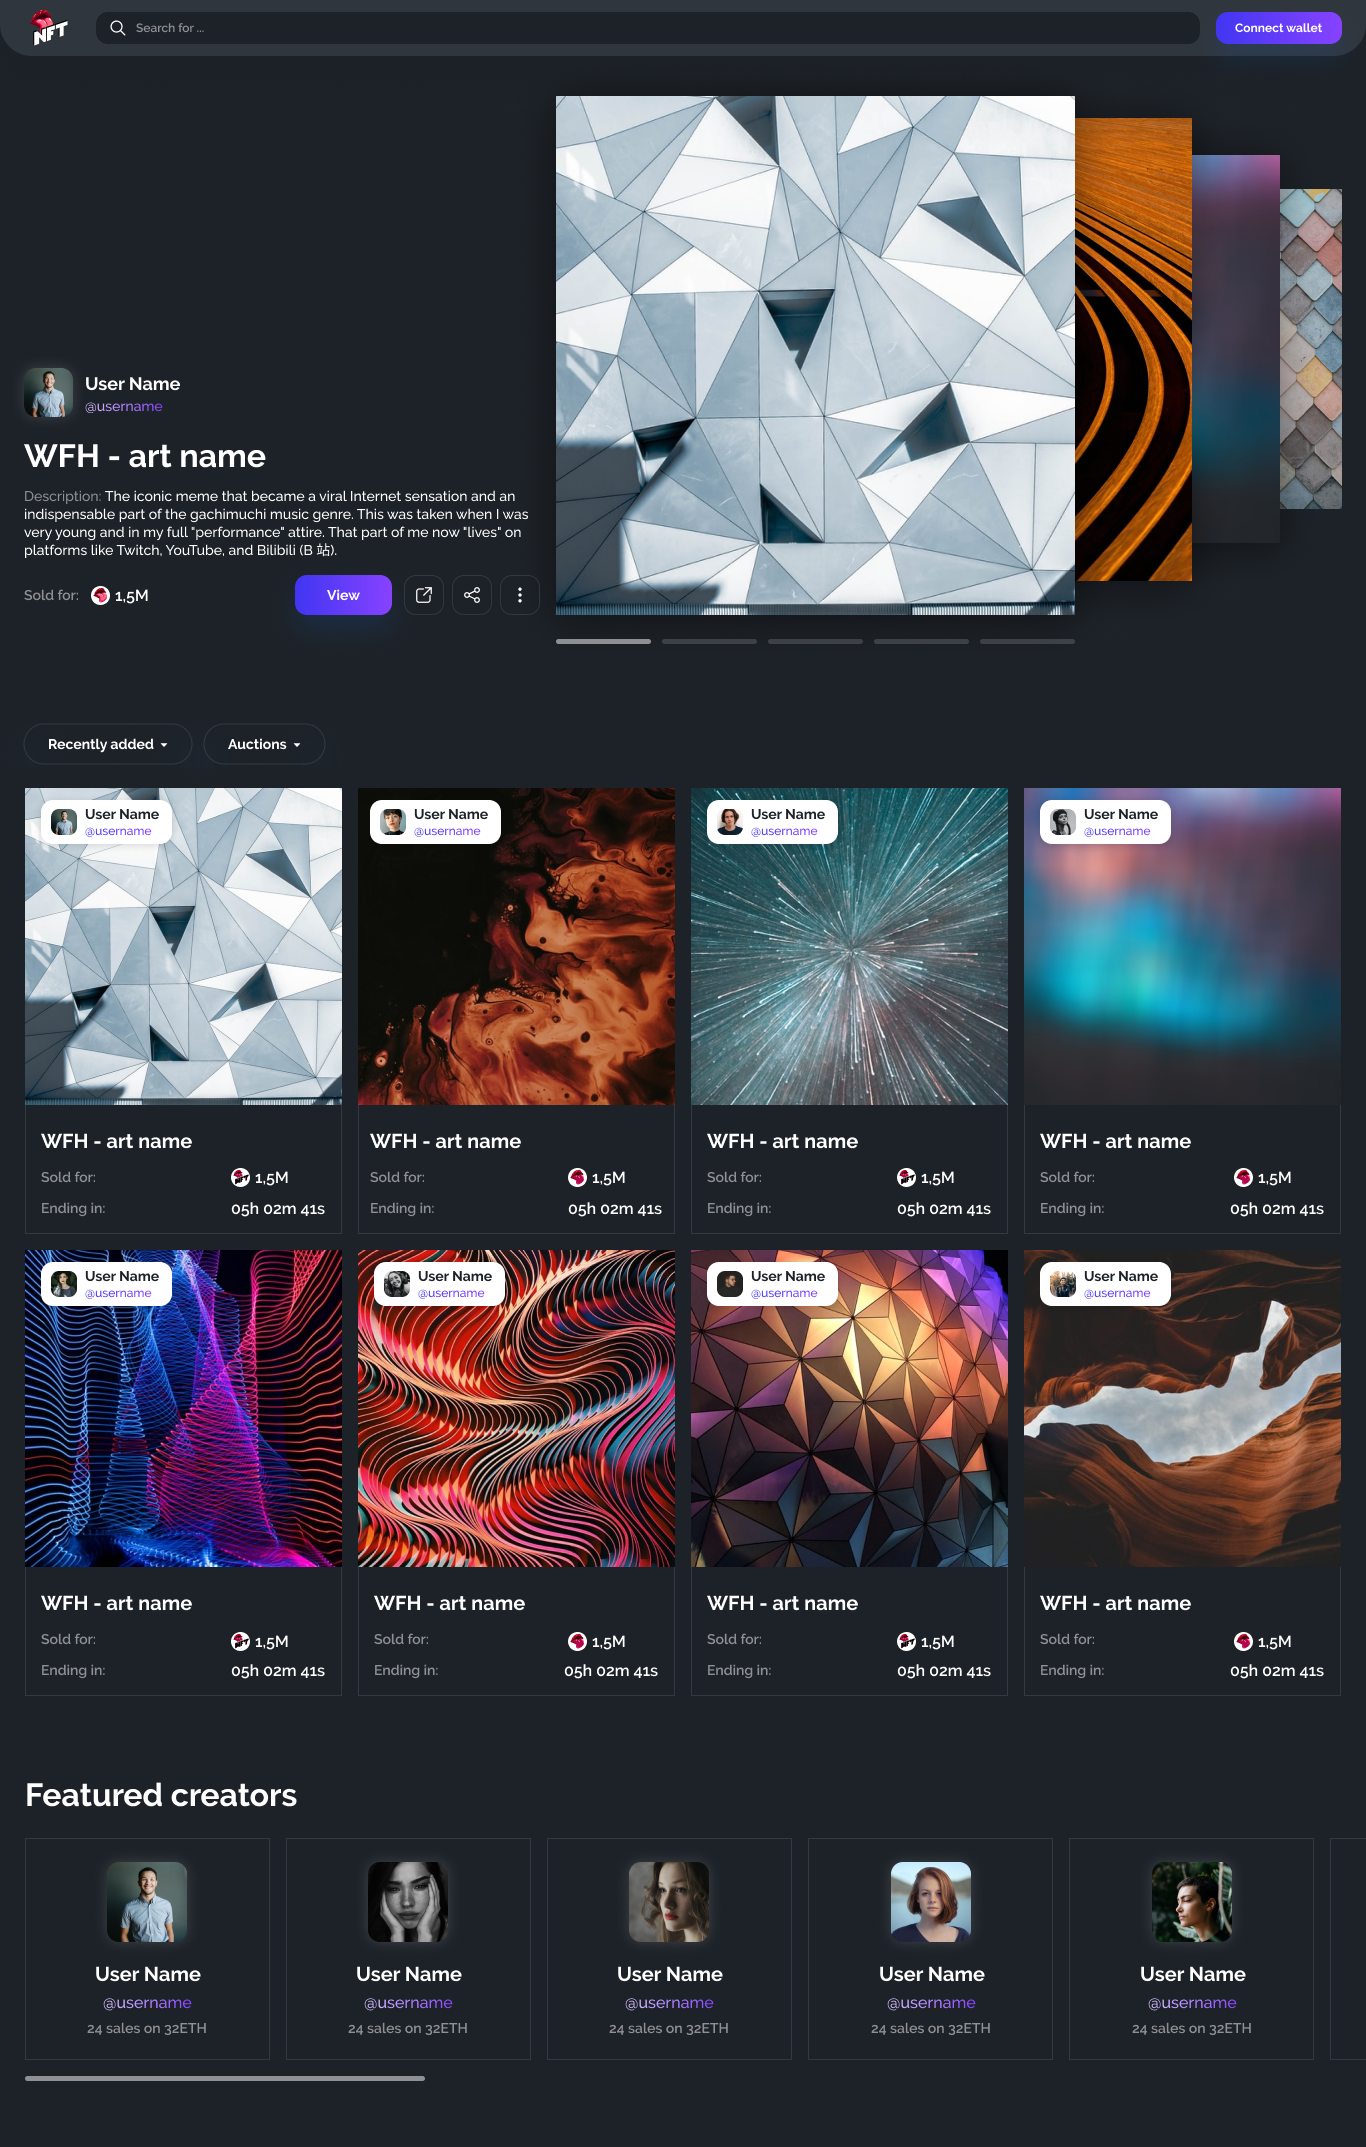 NFT
Search for ...
Connect wallet
User Name
@username
WFH - art name
Description: The iconic meme that became a viral Internet sensation and an
indispensable part of the gachimuchi music genre. This was taken when I was
very young and in my full "performance" attire. That part of me now "lives" on
platforms like Twitch, YouTube, and Bilibili (B 站).
Sold for: 1,5M
View
Recently added
Auctions
User Name
@username
User Name
@username
User Name
@username
User Name
@username
WFH - art name
Sold for: 1,5M
Ending in: 05h 02m 41s
WFH - art name
Sold for: 1,5M
Ending in: 05h 02m 41s
WFH - art name
Sold for: 1,5M
Ending in: 05h 02m 41s
WFH - art name
Sold for: 1,5M
Ending in: 05h 02m 41s
User Name
@username
User Name
@username
User Name
@username
User Name
@username
WFH - art name
Sold for: 1,5M
Ending in: 05h 02m 41s
WFH - art name
Sold for: 1,5M
Ending in: 05h 02m 41s
WFH - art name
Sold for: 1,5M
Ending in: 05h 02m 41s
WFH - art name
Sold for: 1,5M
Ending in: 05h 02m 41s
Featured creators
User Name
@username
24 sales on 32ETH
User Name
@username
24 sales on 32ETH
User Name
@username
24 sales on 32ETH
User Name
@username
24 sales on 32ETH
User Name
@username
24 sales on 32ETH